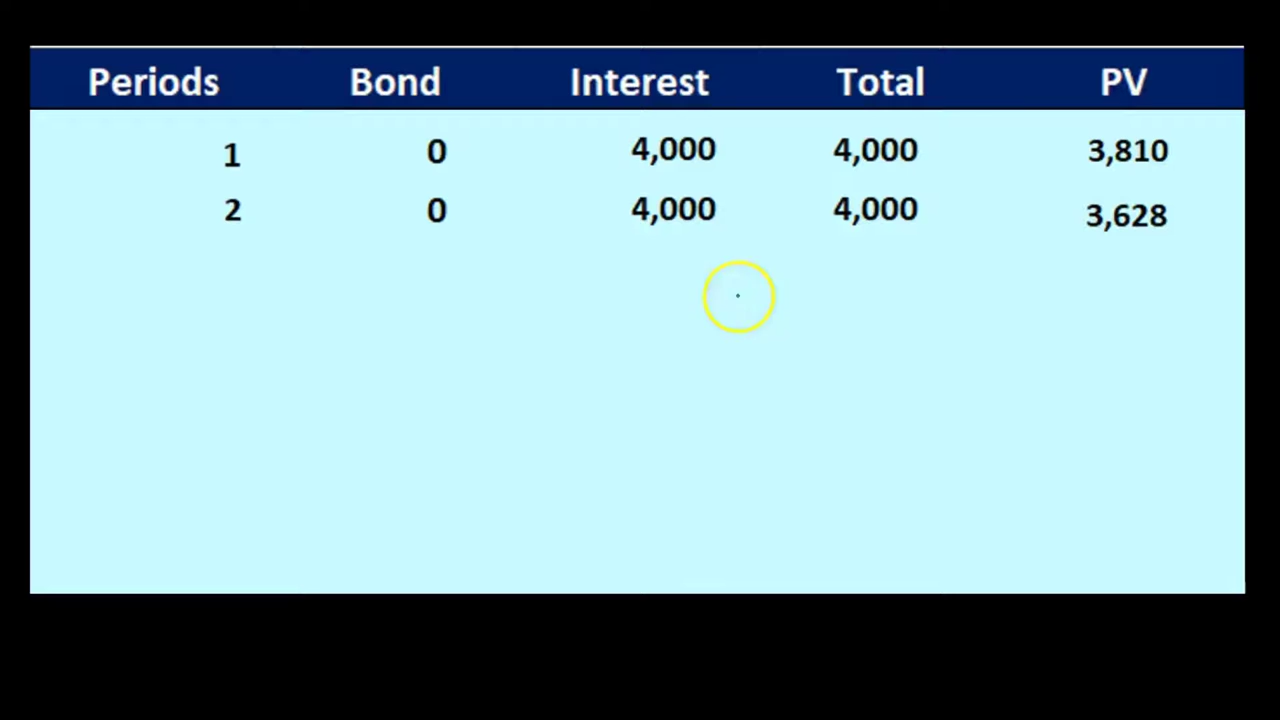 Periods Bond Interest Total PV
1 0 4,000 4,000 3,810
2 0 4,000 4,000 3,628